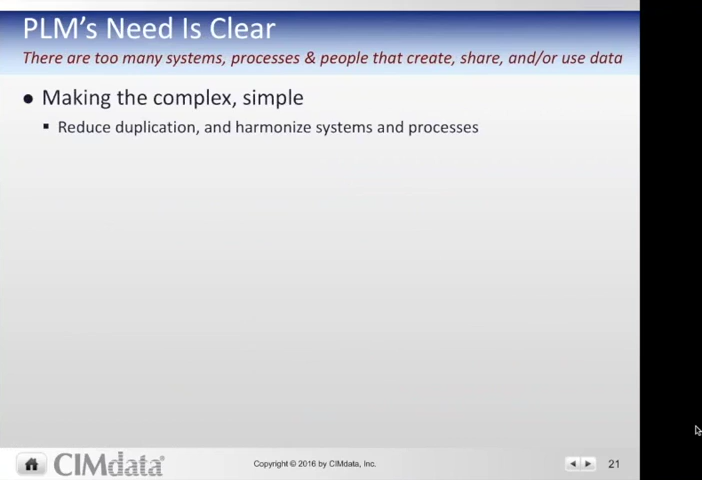 PLM's Need Is Clear
There are too many systems, processes & people that create, share, and/or use data
● Making the complex, simple
▪ Reduce duplication, and harmonize systems and processes
CIMdata®
Copyright © 2016 by CIMdata, Inc.
21